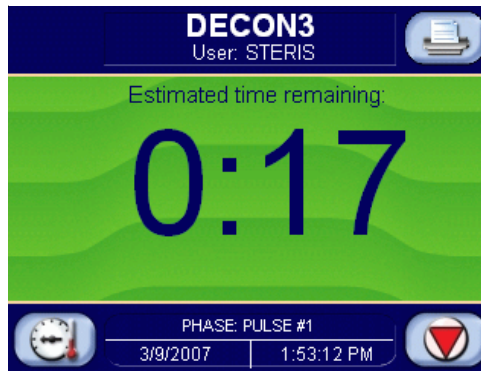 DECON3
User: STERIS
Estimated time remaining:
0:17
PHASE: PULSE #1
3/9/2007 1:53:12 PM